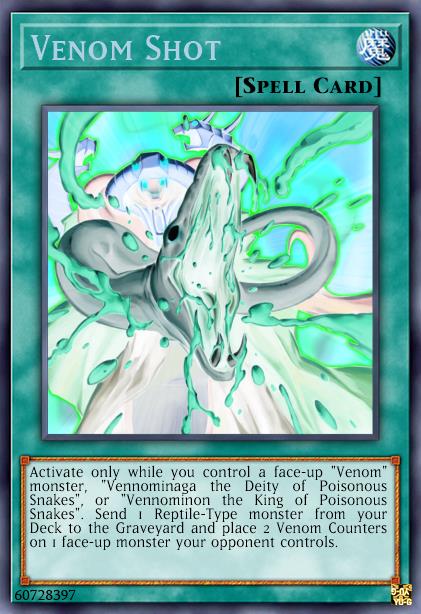 Venom Shot
魔
[Spell Card]
Activate only while you control a face-up "Venom"
monster, "Vennominaga the Deity of Poisonous
Snakes", or "Vennominon the King of Poisonous
Snakes". Send 1 Reptile-Type monster from your
Deck to the Graveyard and place 2 Venom Counters
on 1 face-up monster your opponent controls.
60728397